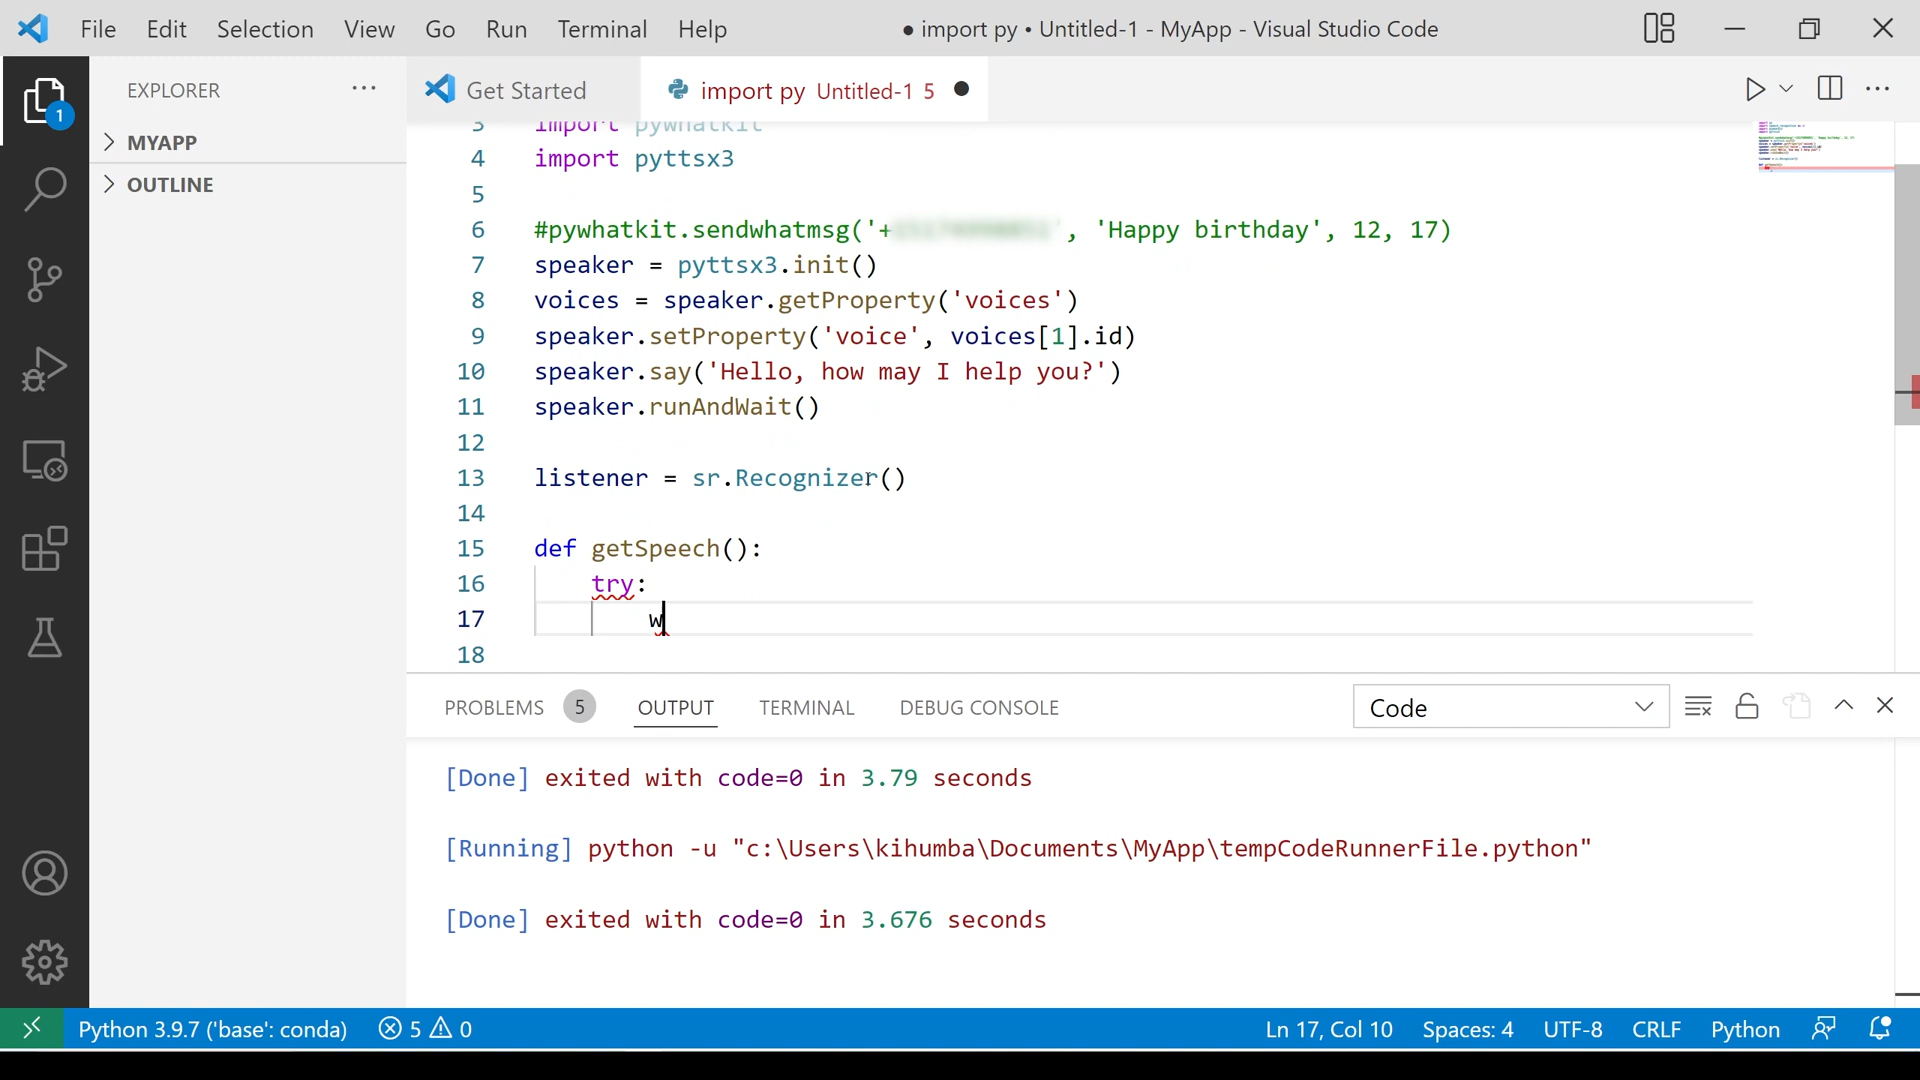 File Edit Selection View Go Run Terminal Help ● import py • Untitled-1 - MyApp - Visual Studio Code
EXPLORER ···
Get Started import py Untitled-1 5 ●
1
MYAPP
OUTLINE
3 import pywhatkit
4 import pyttsx3
5
6 #pywhatkit.sendwhatmsg('+ ', 'Happy birthday', 12, 17)
7 speaker = pyttsx3.init()
8 voices = speaker.getProperty('voices')
9 speaker.setProperty('voice', voices[1].id)
10 speaker.say('Hello, how may I help you?')
11 speaker.runAndWait()
12
13 listener = sr.Recognizer()
14
15 def getSpeech():
16 try:
17 w
18
PROBLEMS 5 OUTPUT TERMINAL DEBUG CONSOLE Code
[Done] exited with code=0 in 3.79 seconds
[Running] python -u "c:\Users\kihumba\Documents\MyApp\tempCodeRunnerFile.python"
[Done] exited with code=0 in 3.676 seconds
Python 3.9.7 ('base': conda) 5 0 Ln 17, Col 10 Spaces: 4 UTF-8 CRLF Python